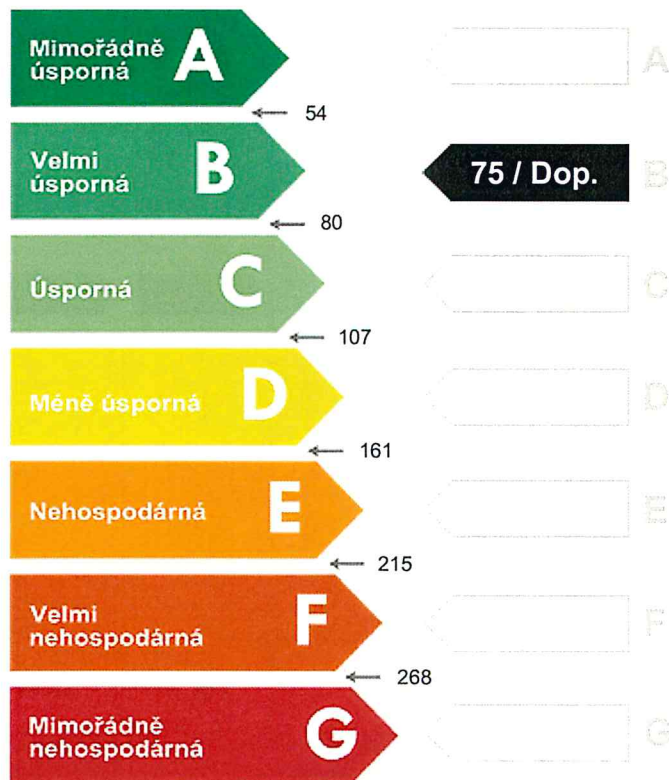 Mimořádně
úsporná
A
A
54
Velmi
úsporná
B
75 / Dop.
B
80
Úsporná
C
C
107
Méně úsporná
D
D
161
Nehospodárná
E
E
215
Velmi
nehospodárná
F
F
268
Mimořádně
nehospodárná
G
G